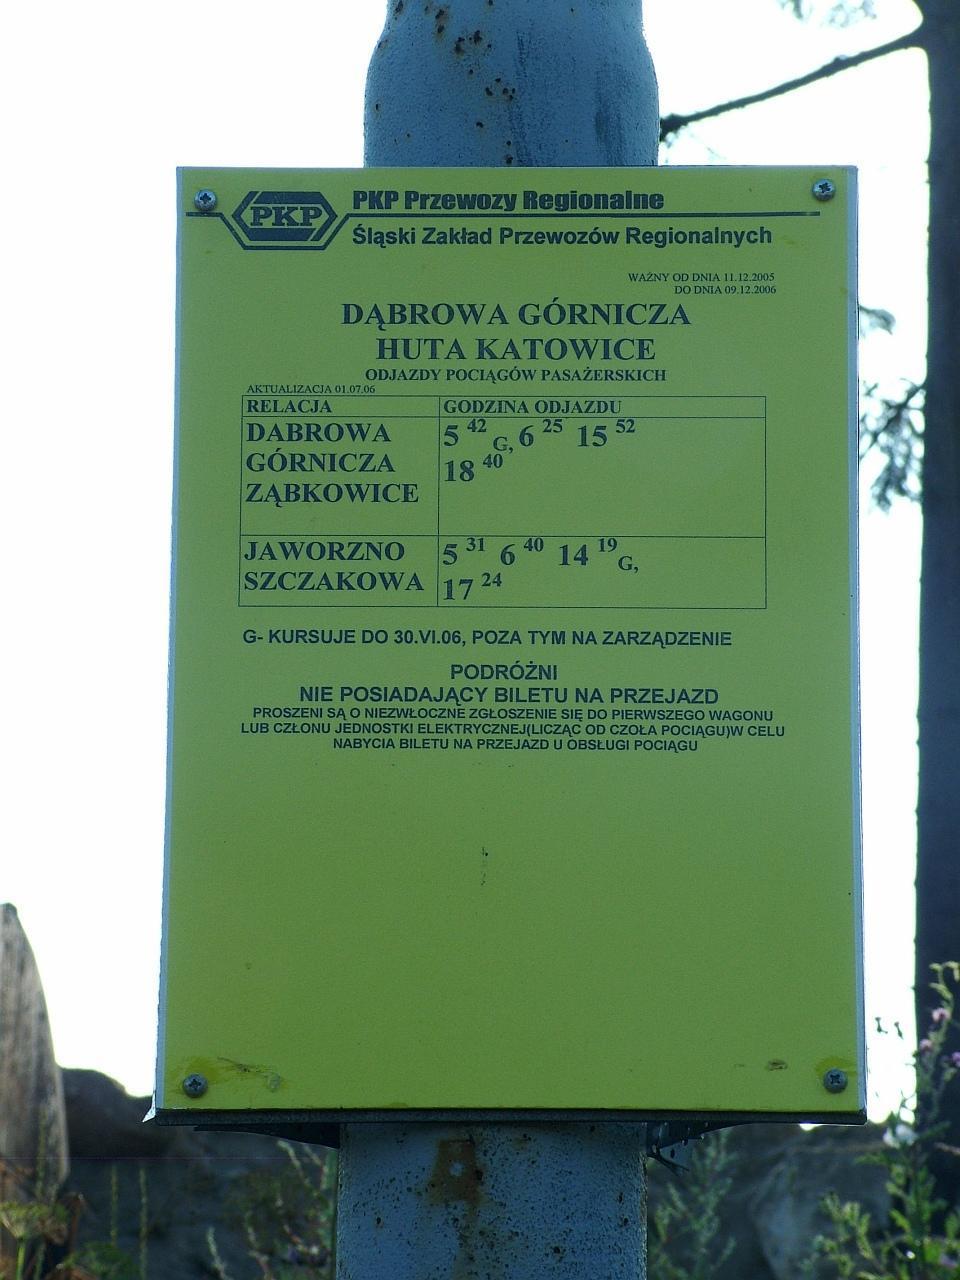 PKP
PKP Przewozy Regionalne
Śląski Zakład Przewozów Regionalnych
WAŻNY OD DNIA 11.12.2005
DO DNIA 09.12.2006
DĄBROWA GÓRNICZA
HUTA KATOWICE
ODJAZDY POCIĄGÓW PASAŻERSKICH
AKTUALIZACJA 01.07.06
RELACJA GODZINA ODJAZDU
DABROWA 5 42 G, 6 25 15 52
GÓRNICZA 18 40
ZĄBKOWICE
JAWORZNO 5 31 6 40 14 19 G,
SZCZAKOWA 17 24
G- KURSUJE DO 30.VI.06, POZA TYM NA ZARZĄDZENIE
PODRÓŻNI
NIE POSIADAJĄCY BILETU NA PRZEJAZD
PROSZENI SĄ O NIEZWŁOCZNE ZGŁOSZENIE SIĘ DO PIERWSZEGO WAGONU
LUB CZŁONU JEDNOSTKI ELEKTRYCZNEJ(LICZĄC OD CZOŁA POCIĄGU)W CELU
NABYCIA BILETU NA PRZEJAZD U OBSŁUGI POCIĄGU